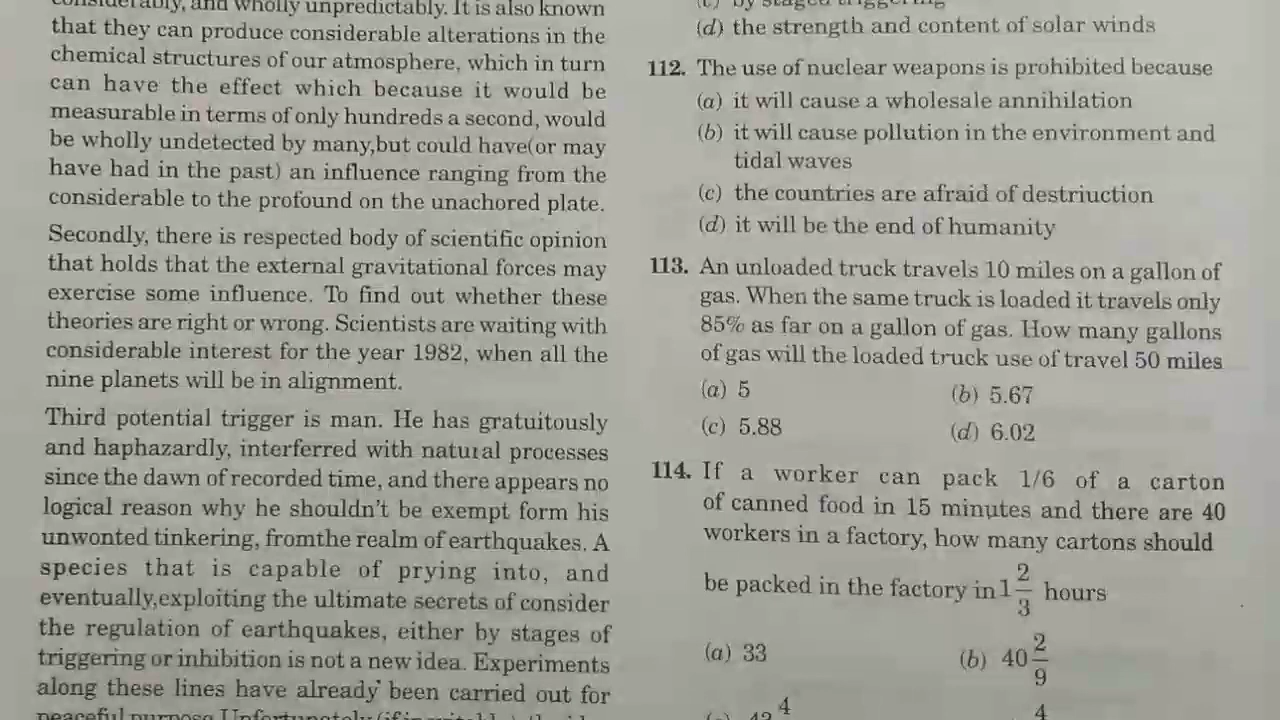 considerably, and wholly unpredictably. It is also known
that they can produce considerable alterations in the
chemical structures of our atmosphere, which in turn
can have the effect which because it would be
measurable in terms of only hundreds a second, would
be wholly undetected by many,but could have(or may
have had in the past) an influence ranging from the
considerable to the profound on the unachored plate.
Secondly, there is respected body of scientific opinion
that holds that the external gravitational forces may
exercise some influence. To find out whether these
theories are right or wrong. Scientists are waiting with
considerable interest for the year 1982, when all the
nine planets will be in alignment.
Third potential trigger is man. He has gratuitously
and haphazardly, interferred with natural processes
since the dawn of recorded time, and there appears no
logical reason why he shouldn't be exempt form his
unwonted tinkering, fromthe realm of earthquakes. A
species that is capable of prying into, and
eventually,exploiting the ultimate secrets of consider
the regulation of earthquakes, either by stages of
triggering or inhibition is not a new idea. Experiments
along these lines have already been carried out for
peaceful purpose
(c) by staged triggering
(d) the strength and content of solar winds
112. The use of nuclear weapons is prohibited because
(a) it will cause a wholesale annihilation
(b) it will cause pollution in the environment and
tidal waves
(c) the countries are afraid of destriuction
(d) it will be the end of humanity
113. An unloaded truck travels 10 miles on a gallon of
gas. When the same truck is loaded it travels only
85% as far on a gallon of gas. How many gallons
of gas will the loaded truck use of travel 50 miles
(a) 5 (b) 5.67
(c) 5.88 (d) 6.02
114. If a worker can pack 1/6 of a carton
of canned food in 15 minutes and there are 40
workers in a factory, how many cartons should
be packed in the factory in 1 2/3 hours
(a) 33 (b) 40 2/9
4 4